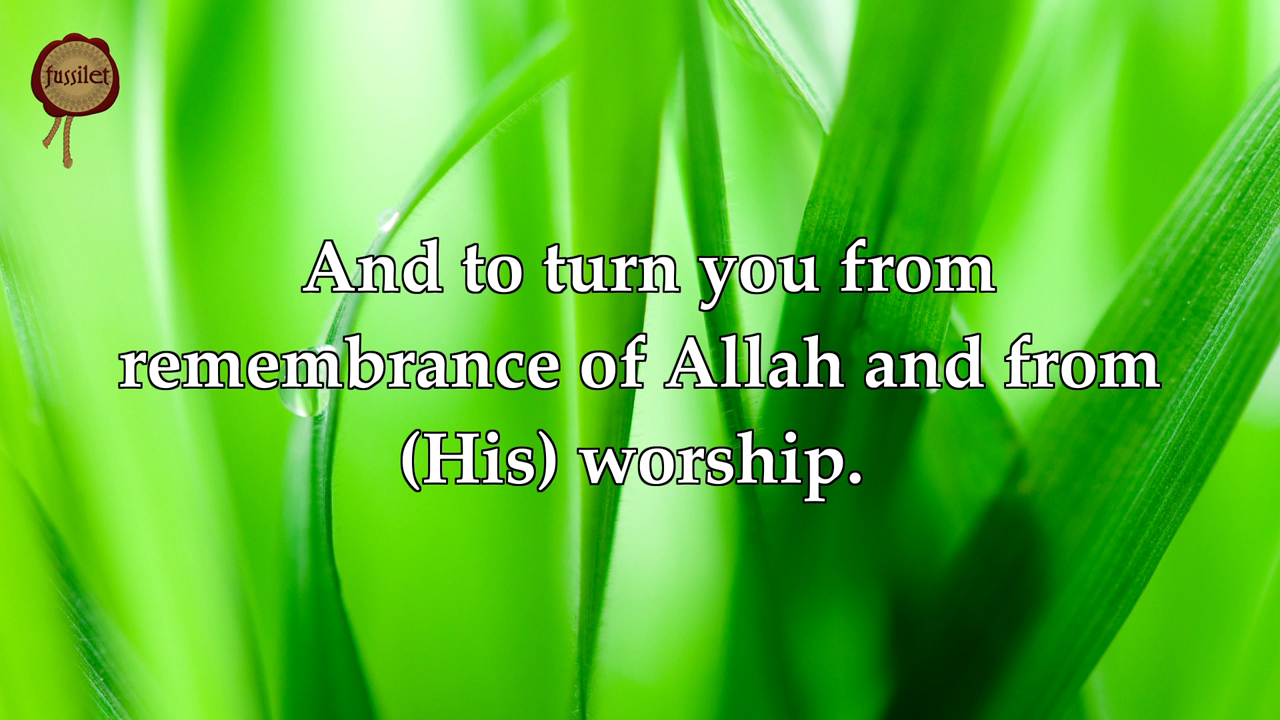 fussilet
And to turn you from
remembrance of Allah and from
(His) worship.